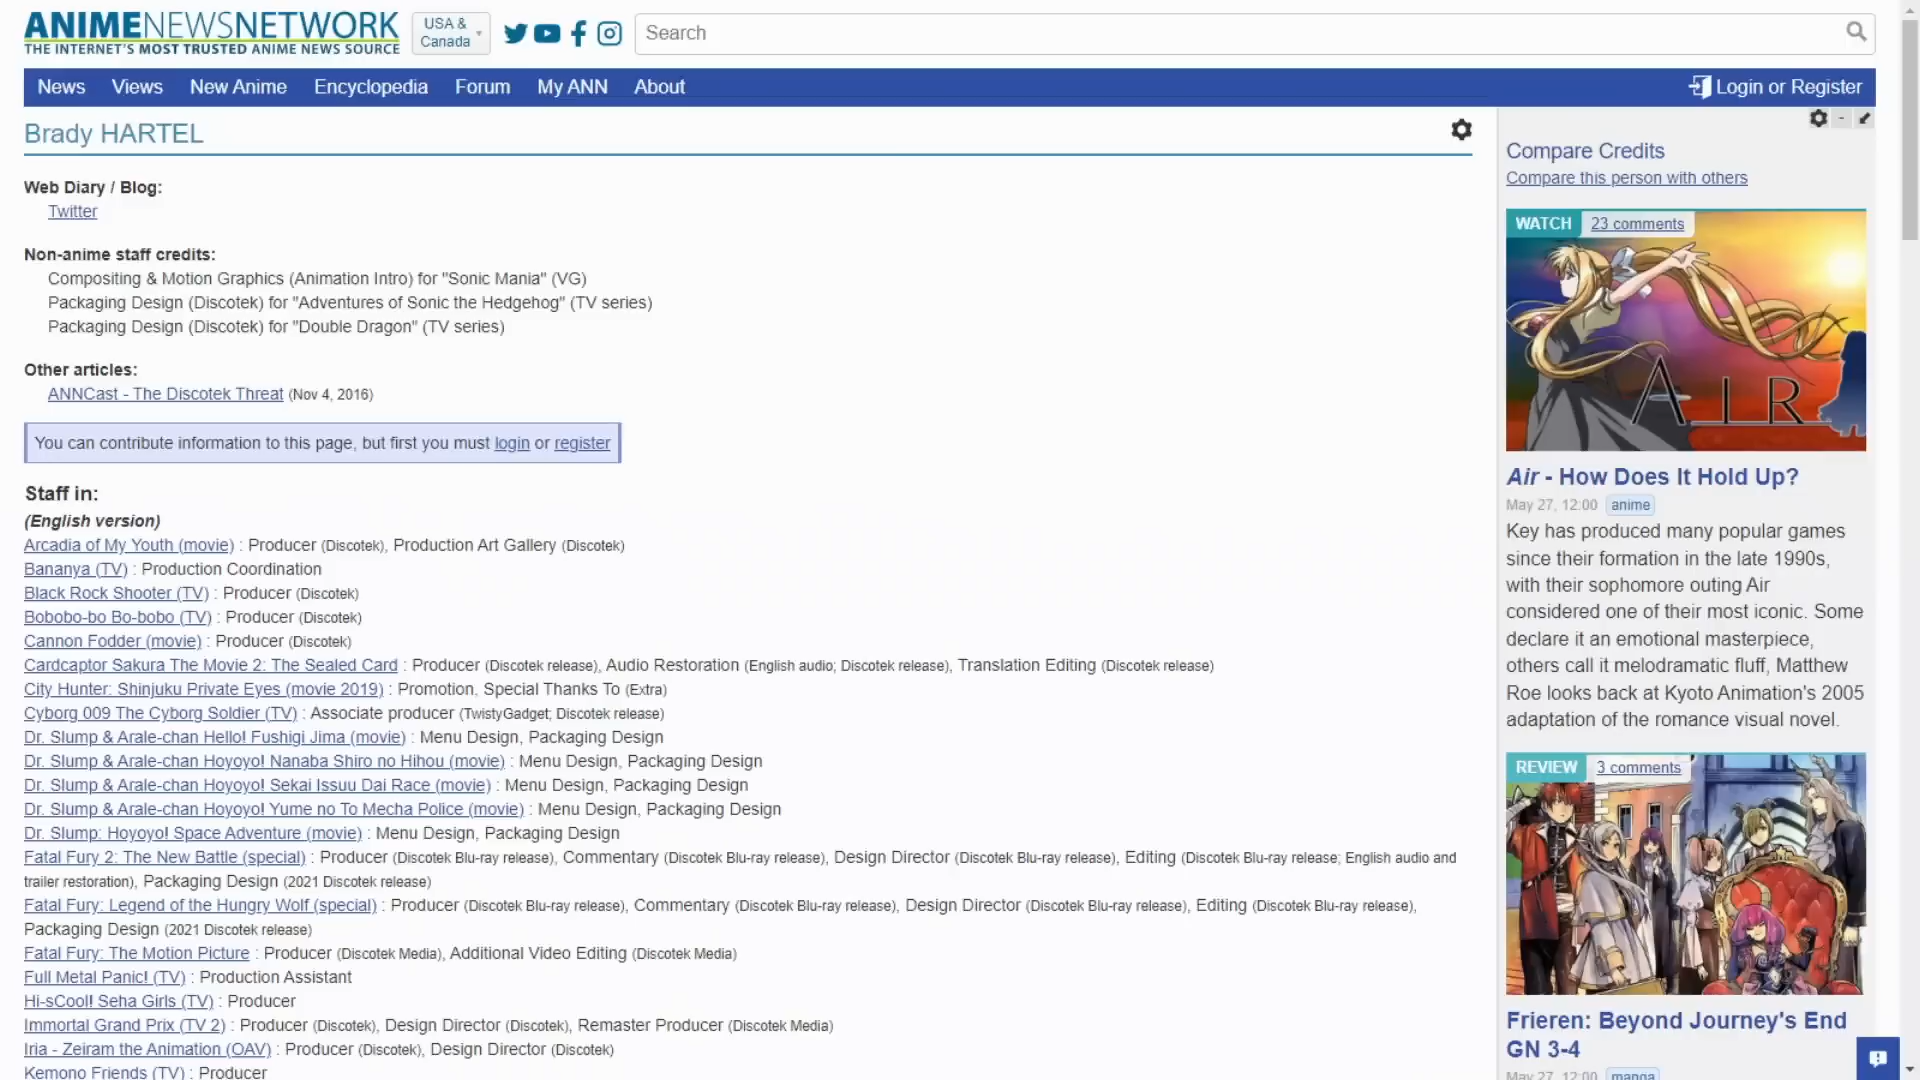 ANIMENEWSNETWORK
THE INTERNET'S MOST TRUSTED ANIME NEWS SOURCE
USA &
Canada
Search
News Views New Anime Encyclopedia Forum My ANN About
Login or Register
Brady HARTEL
Web Diary / Blog:
Twitter
Non-anime staff credits:
Compositing & Motion Graphics (Animation Intro) for "Sonic Mania" (VG)
Packaging Design (Discotek) for "Adventures of Sonic the Hedgehog" (TV series)
Packaging Design (Discotek) for "Double Dragon" (TV series)
Other articles:
ANNCast - The Discotek Threat (Nov 4, 2016)
You can contribute information to this page, but first you must login or register
Staff in:
(English version)
Arcadia of My Youth (movie) : Producer (Discotek), Production Art Gallery (Discotek)
Bananya (TV) : Production Coordination
Black Rock Shooter (TV) : Producer (Discotek)
Bobobo-bo Bo-bobo (TV) : Producer (Discotek)
Cannon Fodder (movie) : Producer (Discotek)
Cardcaptor Sakura The Movie 2: The Sealed Card : Producer (Discotek release), Audio Restoration (English audio; Discotek release), Translation Editing (Discotek release)
City Hunter: Shinjuku Private Eyes (movie 2019) : Promotion, Special Thanks To (Extra)
Cyborg 009 The Cyborg Soldier (TV) : Associate producer (TwistyGadget; Discotek release)
Dr. Slump & Arale-chan Hello! Fushigi Jima (movie) : Menu Design, Packaging Design
Dr. Slump & Arale-chan Hoyoyo! Nanaba Shiro no Hihou (movie) : Menu Design, Packaging Design
Dr. Slump & Arale-chan Hoyoyo! Sekai Issuu Dai Race (movie) : Menu Design, Packaging Design
Dr. Slump & Arale-chan Hoyoyo! Yume no To Mecha Police (movie) : Menu Design, Packaging Design
Dr. Slump: Hoyoyo! Space Adventure (movie) : Menu Design, Packaging Design
Fatal Fury 2: The New Battle (special) : Producer (Discotek Blu-ray release), Commentary (Discotek Blu-ray release), Design Director (Discotek Blu-ray release), Editing (Discotek Blu-ray release; English audio and
trailer restoration), Packaging Design (2021 Discotek release)
Fatal Fury: Legend of the Hungry Wolf (special) : Producer (Discotek Blu-ray release), Commentary (Discotek Blu-ray release), Design Director (Discotek Blu-ray release), Editing (Discotek Blu-ray release),
Packaging Design (2021 Discotek release)
Fatal Fury: The Motion Picture : Producer (Discotek Media), Additional Video Editing (Discotek Media)
Full Metal Panic! (TV) : Production Assistant
Hi-sCool! Seha Girls (TV) : Producer
Immortal Grand Prix (TV 2) : Producer (Discotek), Design Director (Discotek), Remaster Producer (Discotek Media)
Iria - Zeiram the Animation (OAV) : Producer (Discotek), Design Director (Discotek)
Kemono Friends (TV) : Producer
Compare Credits
Compare this person with others
WATCH 23 comments
AIR
Air - How Does It Hold Up?
May 27, 12:00 anime
Key has produced many popular games
since their formation in the late 1990s,
with their sophomore outing Air
considered one of their most iconic. Some
declare it an emotional masterpiece,
others call it melodramatic fluff, Matthew
Roe looks back at Kyoto Animation's 2005
adaptation of the romance visual novel.
REVIEW 3 comments
Frieren: Beyond Journey's End
GN 3-4
May 27, 12:00 manga